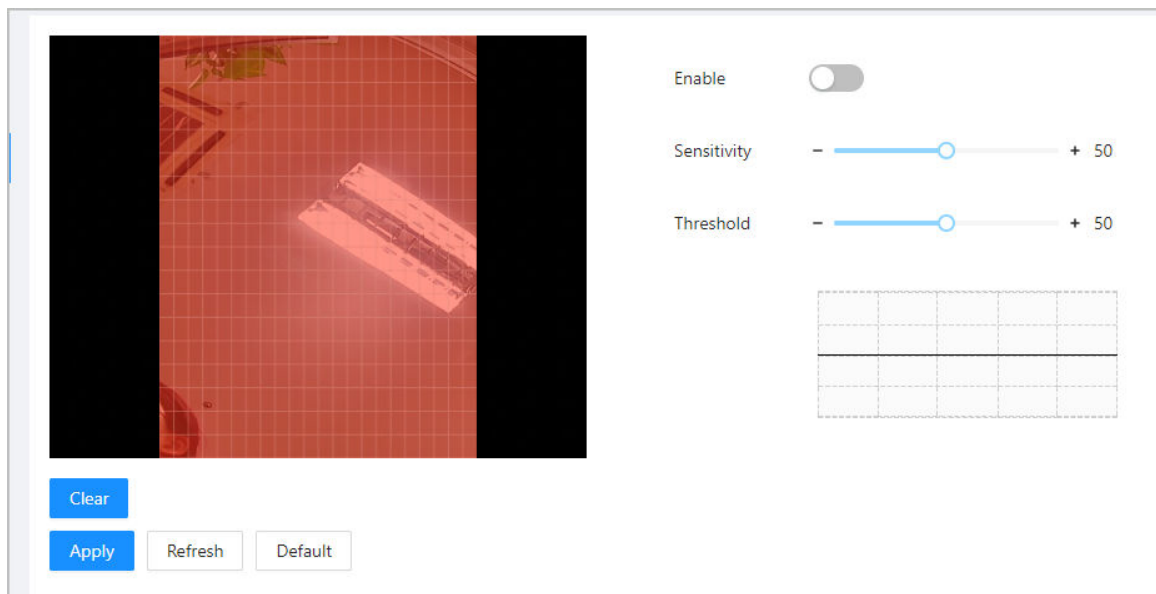 Enable
Sensitivity - + 50
Threshold - + 50
Clear
Apply Refresh Default